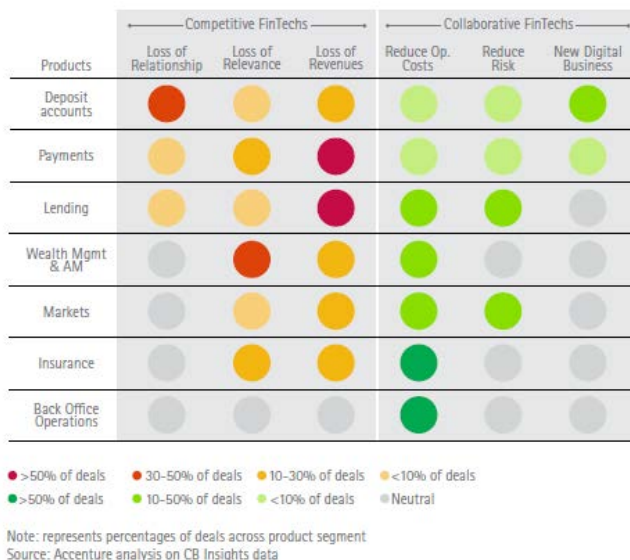 Competitive FinTechs
Collaborative FinTechs
Products
Loss of
Relationship
Loss of
Relevance
Loss of
Revenues
Reduce Op.
Costs
Reduce
Risk
New Digital
Business
Deposit
accounts
Payments
Lending
Wealth Mgmt
& AM
Markets
Insurance
Back Office
Operations
>50% of deals
30-50% of deals
10-30% of deals
<10% of deals
>50% of deals
10-50% of deals
<10% of deals
Neutral
Note: represents percentages of deals across product segment
Source: Accenture analysis on CB Insights data